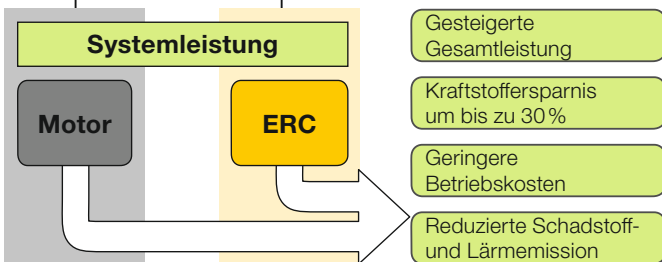 Systemleistung
Motor
ERC
Gesteigerte
Gesamtleistung
Kraftstoffersparnis
um bis zu 30 %
Geringere
Betriebskosten
Reduzierte Schadstoff-
und Lärmemission